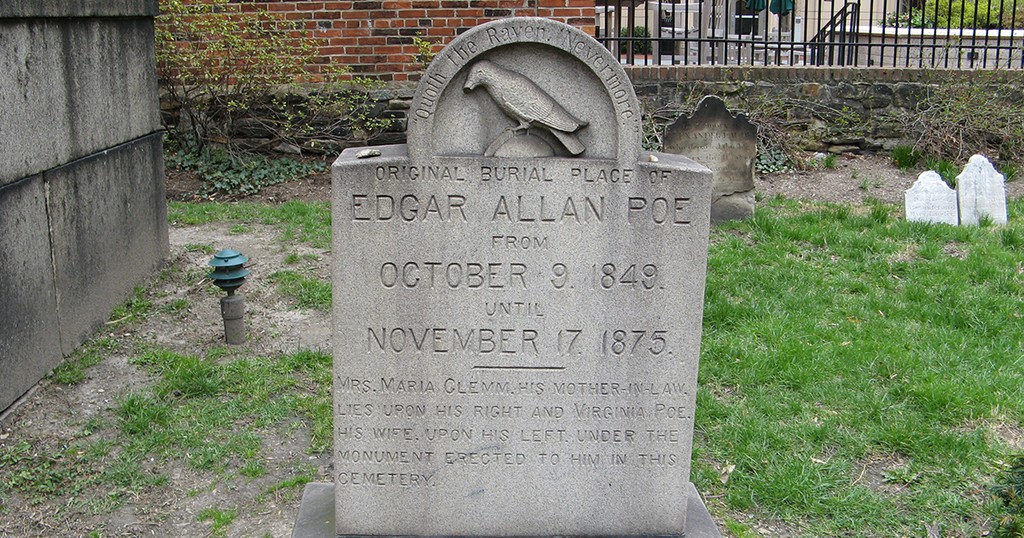 "Quoth the Raven, Nevermore"
ORIGINAL BURIAL PLACE OF
EDGAR ALLAN POE
FROM
OCTOBER 9. 1849.
UNTIL
NOVEMBER 17. 1875.
MRS. MARIA CLEMM, HIS MOTHER-IN-LAW,
LIES UPON HIS RIGHT AND VIRGINIA POE,
HIS WIFE, UPON HIS LEFT, UNDER THE
MONUMENT ERECTED TO HIM IN THIS
CEMETERY.